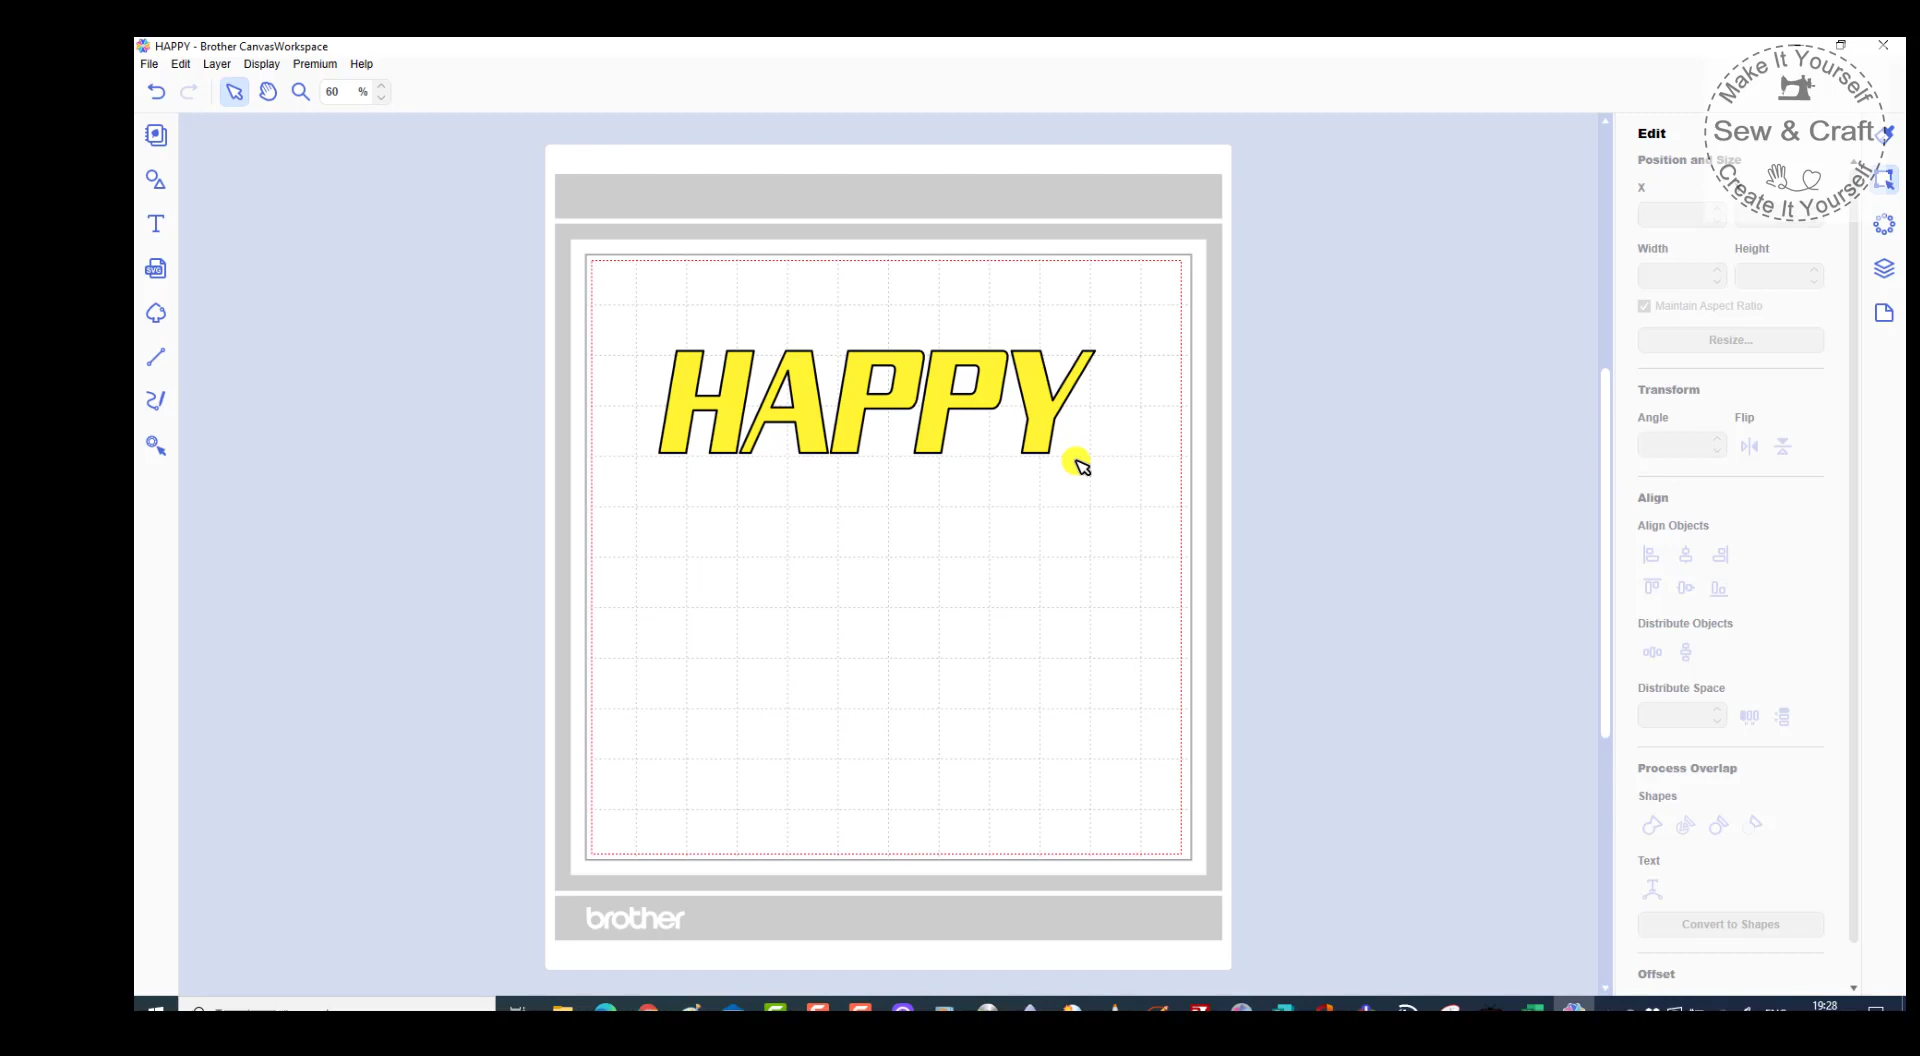 HAPPY - Brother CanvasWorkspace
File Edit Layer Display Premium Help
60 %
Make It Yourself
Sew & Craft
Create It Yourself
SVG
Edit
Position and Size
X
Width Height
Maintain Aspect Ratio
Resize...
Transform
Angle Flip
Align
Align Objects
Distribute Objects
Distribute Space
Process Overlap
Shapes
Text
Convert to Shapes
Offset
HAPPY
brother
19:28